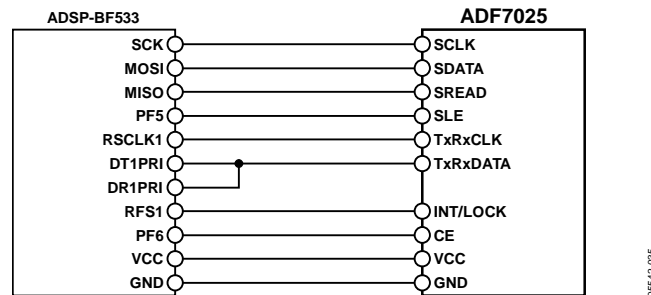 ADSP-BF533 ADF7025
SCK SCLK
MOSI SDATA
MISO SREAD
PF5 SLE
RSCLK1 TxRxCLK
DT1PRI TxRxDATA
DR1PRI
RFS1 INT/LOCK
PF6 CE
VCC VCC
GND GND